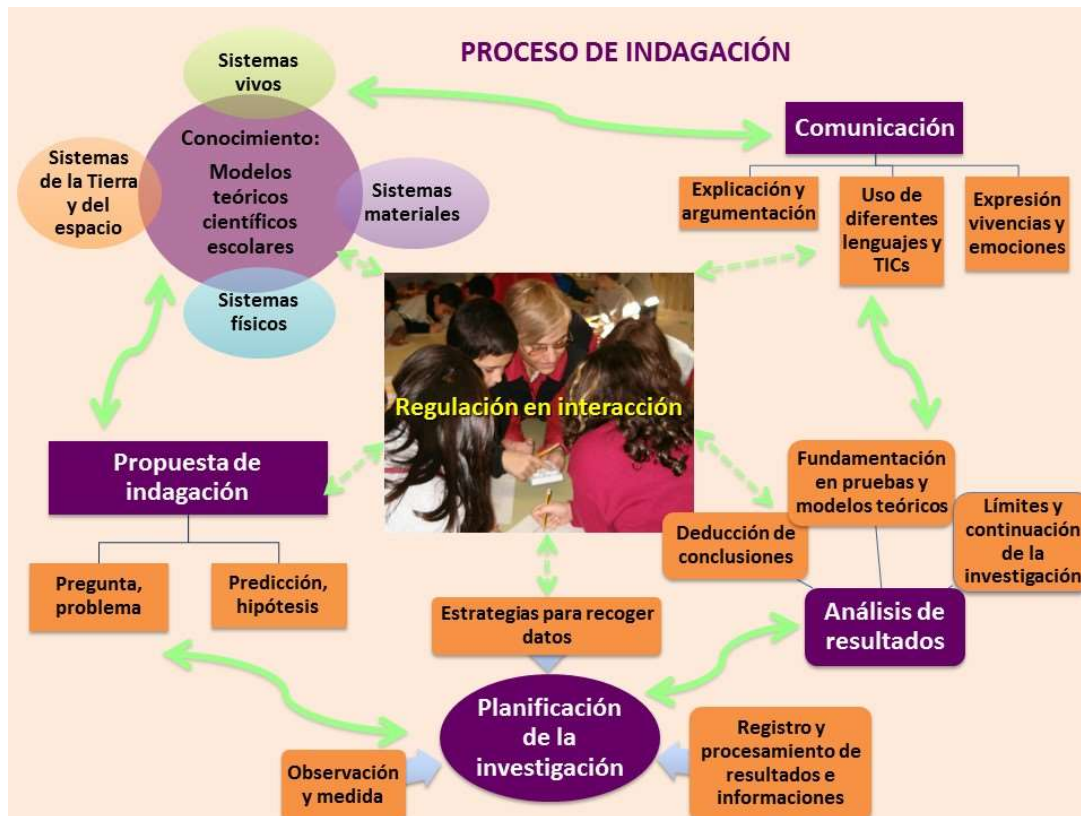 PROCESO DE INDAGACIÓN
Sistemas
vivos
Conocimiento:
Modelos
teóricos
científicos
escolares
Sistemas
de la Tierra
y del
espacio
Sistemas
materiales
Sistemas
físicos
Comunicación
Explicación y
argumentación
Uso de
diferentes
lenguajes y
TICs
Expresión
vivencias y
emociones
Regulación en interacción
Propuesta de
indagación
Pregunta,
problema
Predicción,
hipótesis
Fundamentación
en pruebas y
modelos teóricos
Deducción de
conclusiones
Límites y
continuación
de la
investigación
Análisis de
resultados
Estrategias para recoger
datos
Planificación
de la
investigación
Observación
y medida
Registro y
procesamiento de
resultados e
informaciones